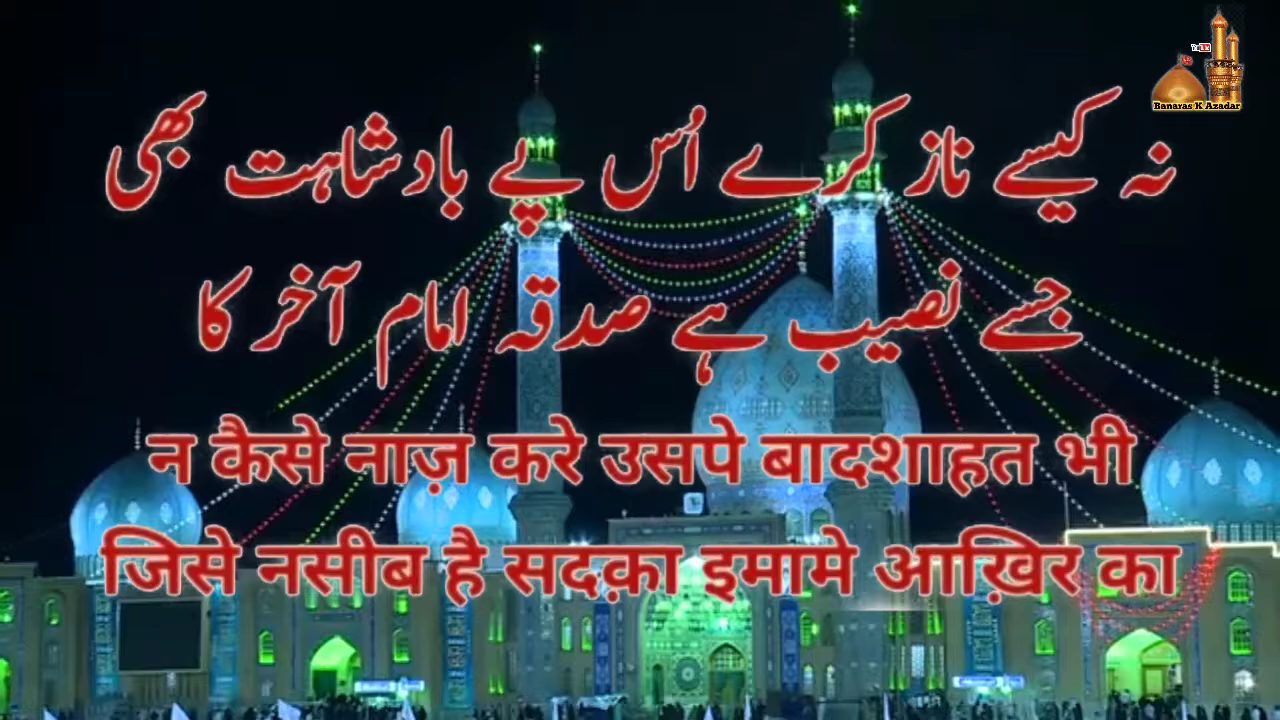 Banaras K Azadar
نہ کیسے ناز کرے اُس پے بادشاہت بھی
جسے نصیب ہے صدقہ امام آخر کا
न कैसे नाज़ करे उसपे बादशाहत भी
जिसे नसीब है सदक़ा इमामे आख़िर का